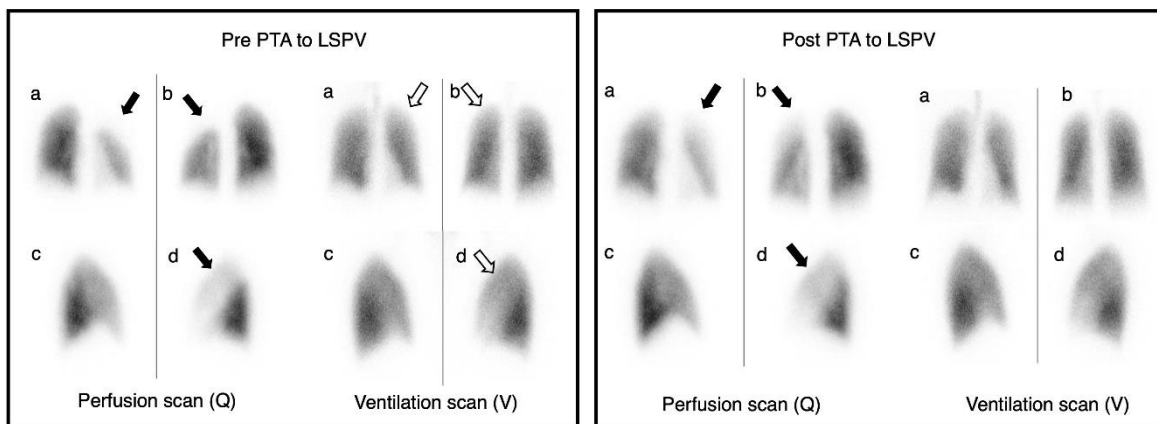 Pre PTA to LSPV
a
b
a
b
c
d
c
d
Perfusion scan (Q)
Ventilation scan (V)
Post PTA to LSPV
a
b
a
b
c
d
c
d
Perfusion scan (Q)
Ventilation scan (V)